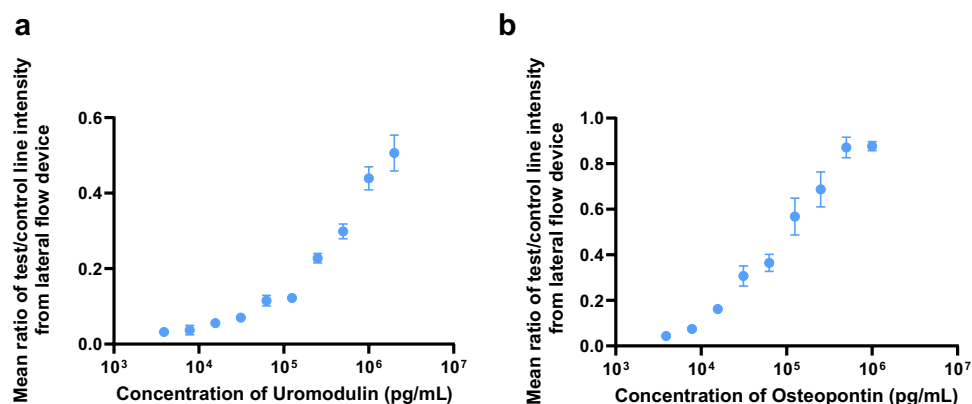 a
Mean ratio of test/control line intensity
from lateral flow device
0.6
0.4
0.2
0.0
10³
10⁴
10⁵
10⁶
10⁷
Concentration of Uromodulin (pg/mL)
b
Mean ratio of test/control line intensity
from lateral flow device
1.0
0.8
0.6
0.4
0.2
0.0
10³
10⁴
10⁵
10⁶
10⁷
Concentration of Osteopontin (pg/mL)